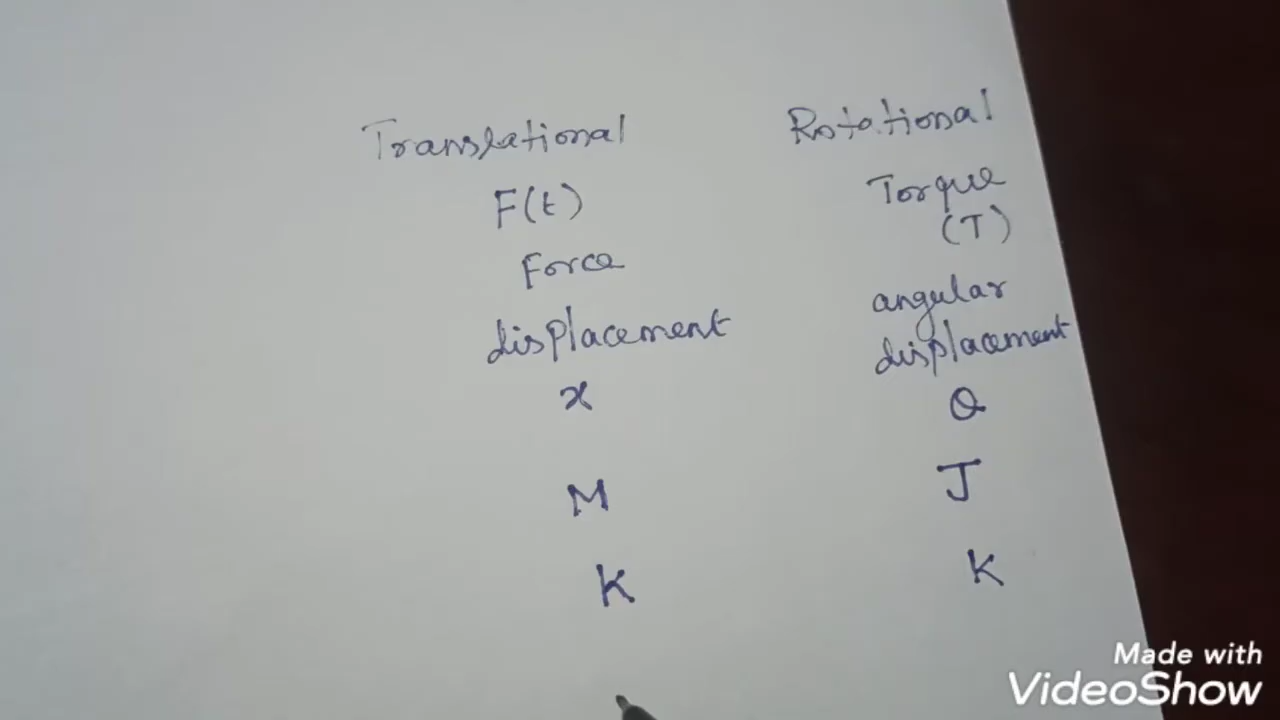 Translational Rotational
F(t) Torque
(T)
Force
displacement angular
displacement
x θ
M J
K K
Made with
VideoShow